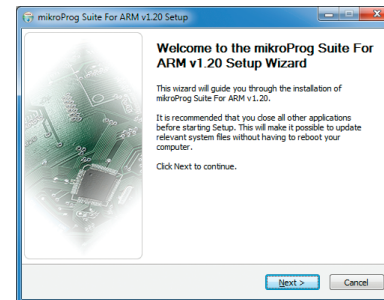 mikroProg Suite For ARM v1.20 Setup
Welcome to the mikroProg Suite For
ARM v1.20 Setup Wizard
This wizard will guide you through the installation of
mikroProg Suite For ARM v1.20.
It is recommended that you close all other applications
before starting Setup. This will make it possible to update
relevant system files without having to reboot your
computer.
Click Next to continue.
Next >
Cancel